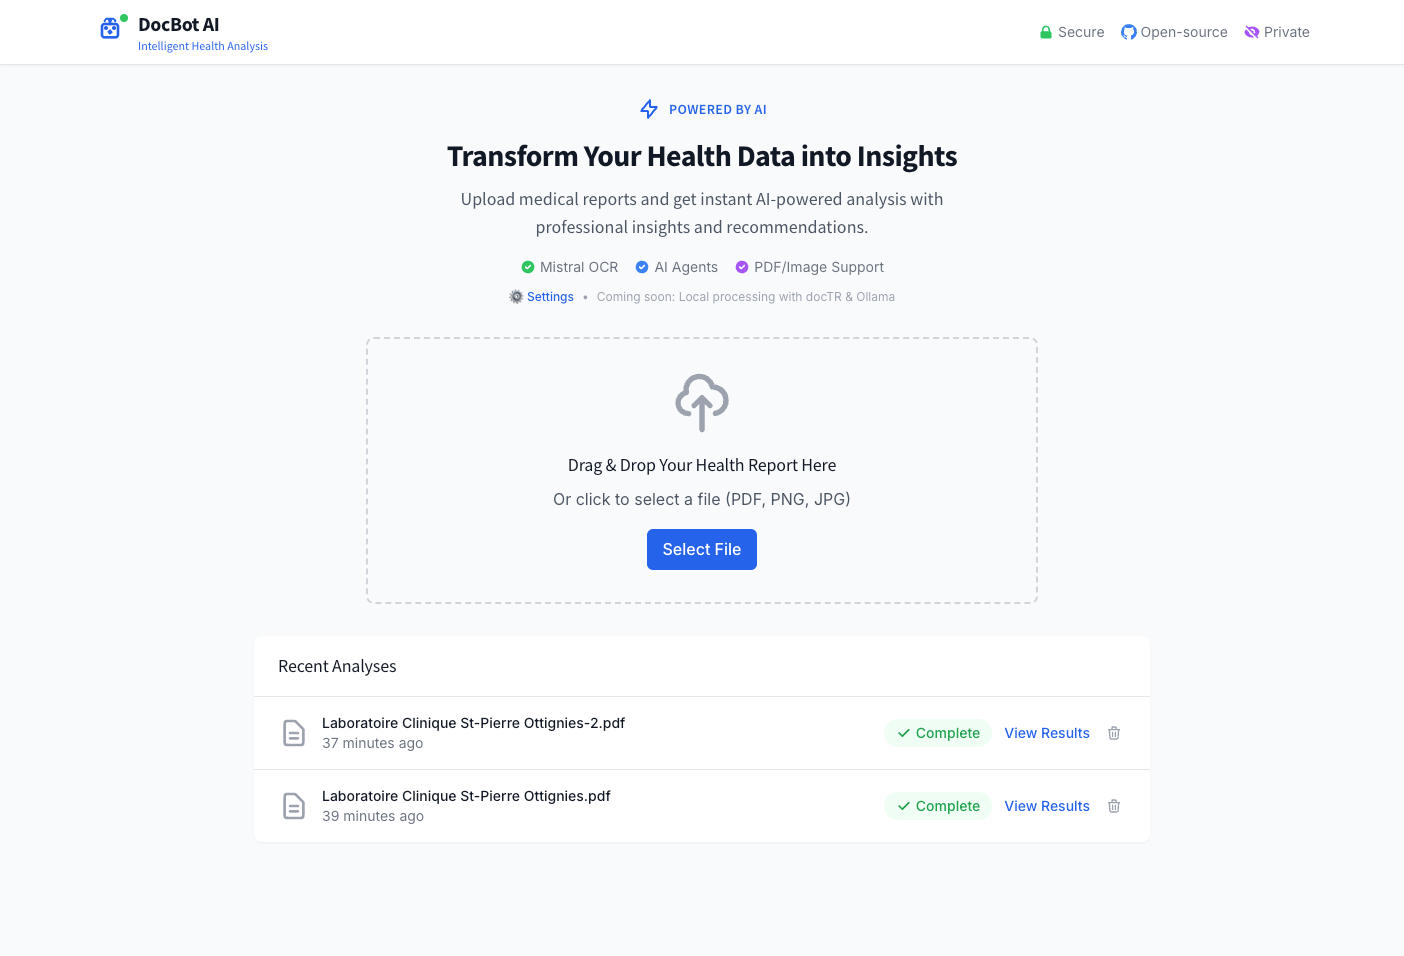 DocBot AI
Intelligent Health Analysis
Secure
Open-source
Private
POWERED BY AI
Transform Your Health Data into Insights
Upload medical reports and get instant AI-powered analysis with
professional insights and recommendations.
Mistral OCR
AI Agents
PDF/Image Support
Settings • Coming soon: Local processing with docTR & Ollama
Drag & Drop Your Health Report Here
Or click to select a file (PDF, PNG, JPG)
Select File
Recent Analyses
Laboratoire Clinique St-Pierre Ottignies-2.pdf
37 minutes ago
Complete
View Results
Laboratoire Clinique St-Pierre Ottignies.pdf
39 minutes ago
Complete
View Results